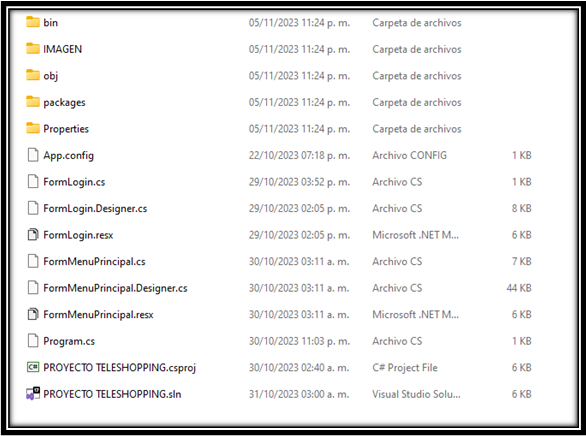 bin 05/11/2023 11:24 p. m. Carpeta de archivos
IMAGEN 05/11/2023 11:24 p. m. Carpeta de archivos
obj 05/11/2023 11:24 p. m. Carpeta de archivos
packages 05/11/2023 11:24 p. m. Carpeta de archivos
Properties 05/11/2023 11:24 p. m. Carpeta de archivos
App.config 22/10/2023 07:18 p. m. Archivo CONFIG 1 KB
FormLogin.cs 29/10/2023 03:52 p. m. Archivo CS 1 KB
FormLogin.Designer.cs 29/10/2023 02:05 p. m. Archivo CS 8 KB
FormLogin.resx 29/10/2023 02:05 p. m. Microsoft .NET M... 6 KB
FormMenuPrincipal.cs 30/10/2023 03:11 a. m. Archivo CS 7 KB
FormMenuPrincipal.Designer.cs 30/10/2023 03:11 a. m. Archivo CS 44 KB
FormMenuPrincipal.resx 30/10/2023 03:11 a. m. Microsoft .NET M... 6 KB
Program.cs 30/10/2023 11:03 p. m. Archivo CS 1 KB
C# PROYECTO TELESHOPPING.csproj 30/10/2023 02:40 a. m. C# Project File 6 KB
PROYECTO TELESHOPPING.sln 31/10/2023 03:00 a. m. Visual Studio Solu... 6 KB